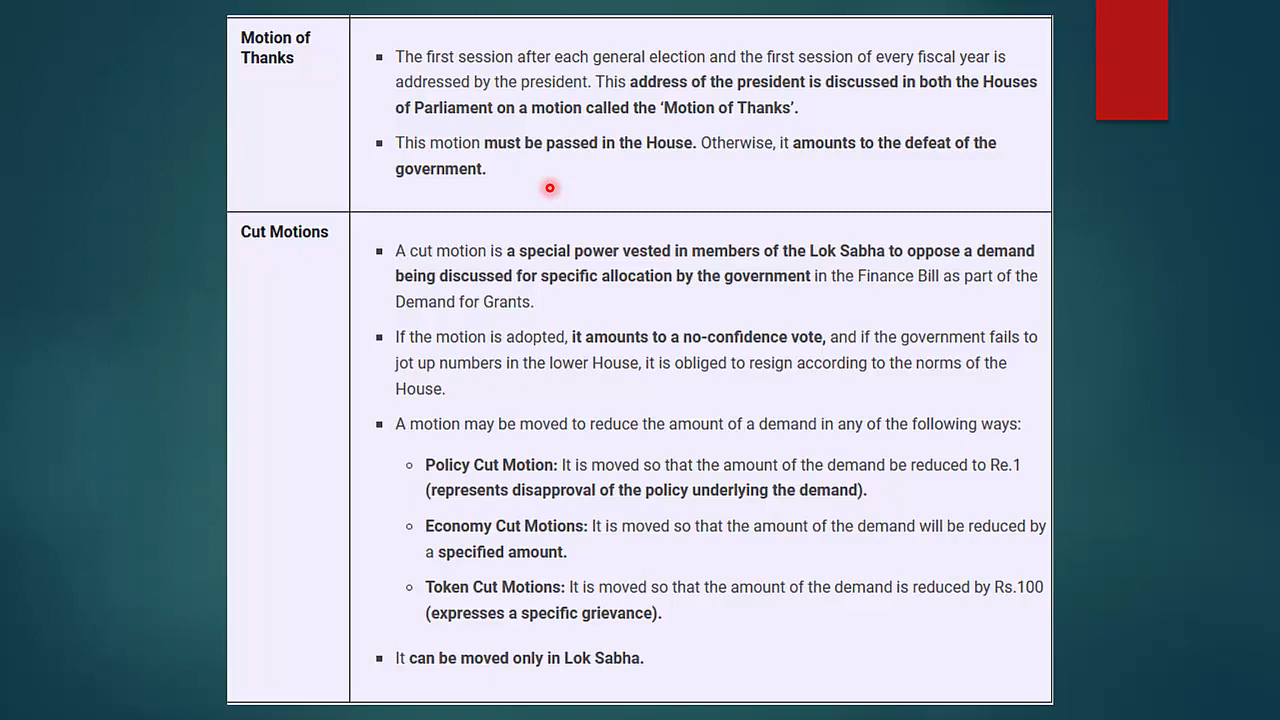 Motion of
Thanks
The first session after each general election and the first session of every fiscal year is
addressed by the president. This address of the president is discussed in both the Houses
of Parliament on a motion called the ‘Motion of Thanks’.
This motion must be passed in the House. Otherwise, it amounts to the defeat of the
government.
Cut Motions
A cut motion is a special power vested in members of the Lok Sabha to oppose a demand
being discussed for specific allocation by the government in the Finance Bill as part of the
Demand for Grants.
If the motion is adopted, it amounts to a no-confidence vote, and if the government fails to
jot up numbers in the lower House, it is obliged to resign according to the norms of the
House.
A motion may be moved to reduce the amount of a demand in any of the following ways:
Policy Cut Motion: It is moved so that the amount of the demand be reduced to Re.1
(represents disapproval of the policy underlying the demand).
Economy Cut Motions: It is moved so that the amount of the demand will be reduced by
a specified amount.
Token Cut Motions: It is moved so that the amount of the demand is reduced by Rs.100
(expresses a specific grievance).
It can be moved only in Lok Sabha.